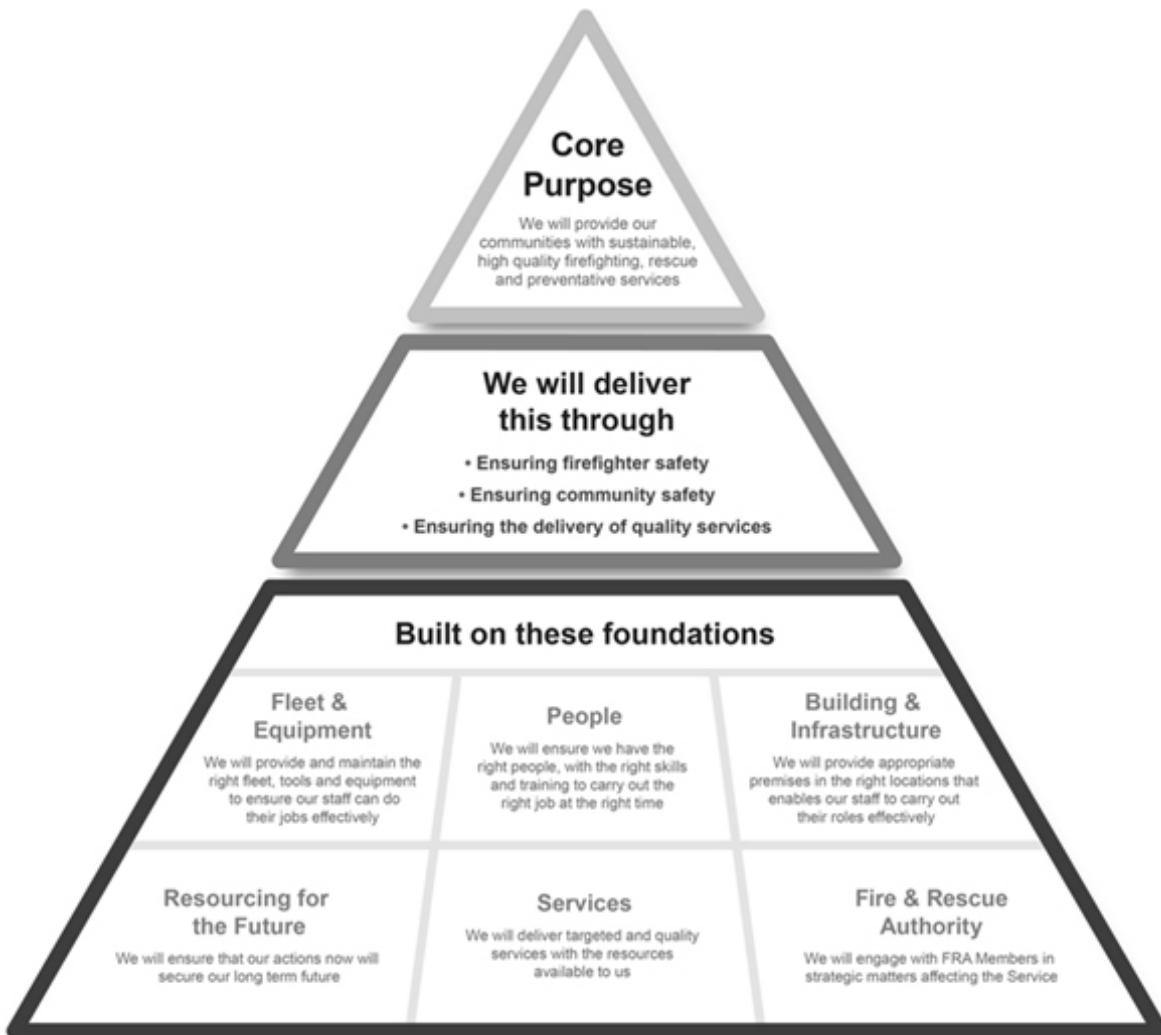 Core
Purpose
We will provide our
communities with sustainable,
high quality firefighting, rescue
and preventative services
We will deliver
this through
• Ensuring firefighter safety
• Ensuring community safety
• Ensuring the delivery of quality services
Built on these foundations
Fleet &
Equipment
We will provide and maintain the
right fleet, tools and equipment
to ensure our staff can do
their jobs effectively
People
We will ensure we have the
right people, with the right skills
and training to carry out the
right job at the right time
Building &
Infrastructure
We will provide appropriate
premises in the right locations that
enables our staff to carry out
their roles effectively
Resourcing for
the Future
We will ensure that our actions now will
secure our long term future
Services
We will deliver targeted and quality
services with the resources
available to us
Fire & Rescue
Authority
We will engage with FRA Members in
strategic matters affecting the Service